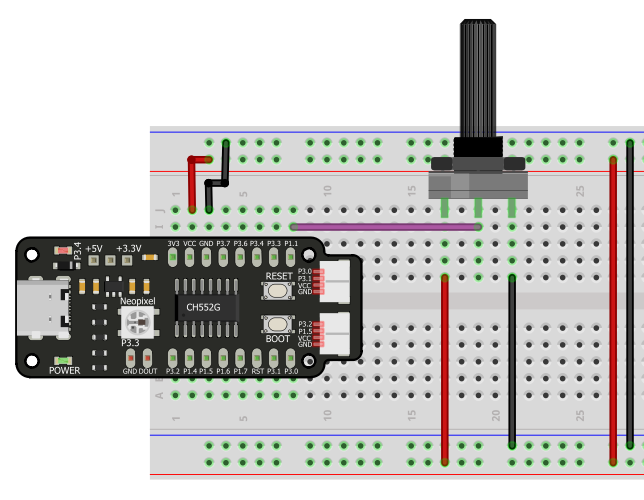 1 5 10 15 20 25
J
I
P3.4
+5V +3.3V
3V3 VCC GND P3.7 P3.6 P3.4 P3.3 P1.1
RESET
P3.0
P3.1
VCC
GND
Neopixel
CH552G
P3.3
BOOT
P3.2
P1.5
VCC
GND
POWER
GND DOUT
P3.2 P1.4 P1.5 P1.6 P1.7 RST P3.1 P3.0
A
1 5 10 15 20 25